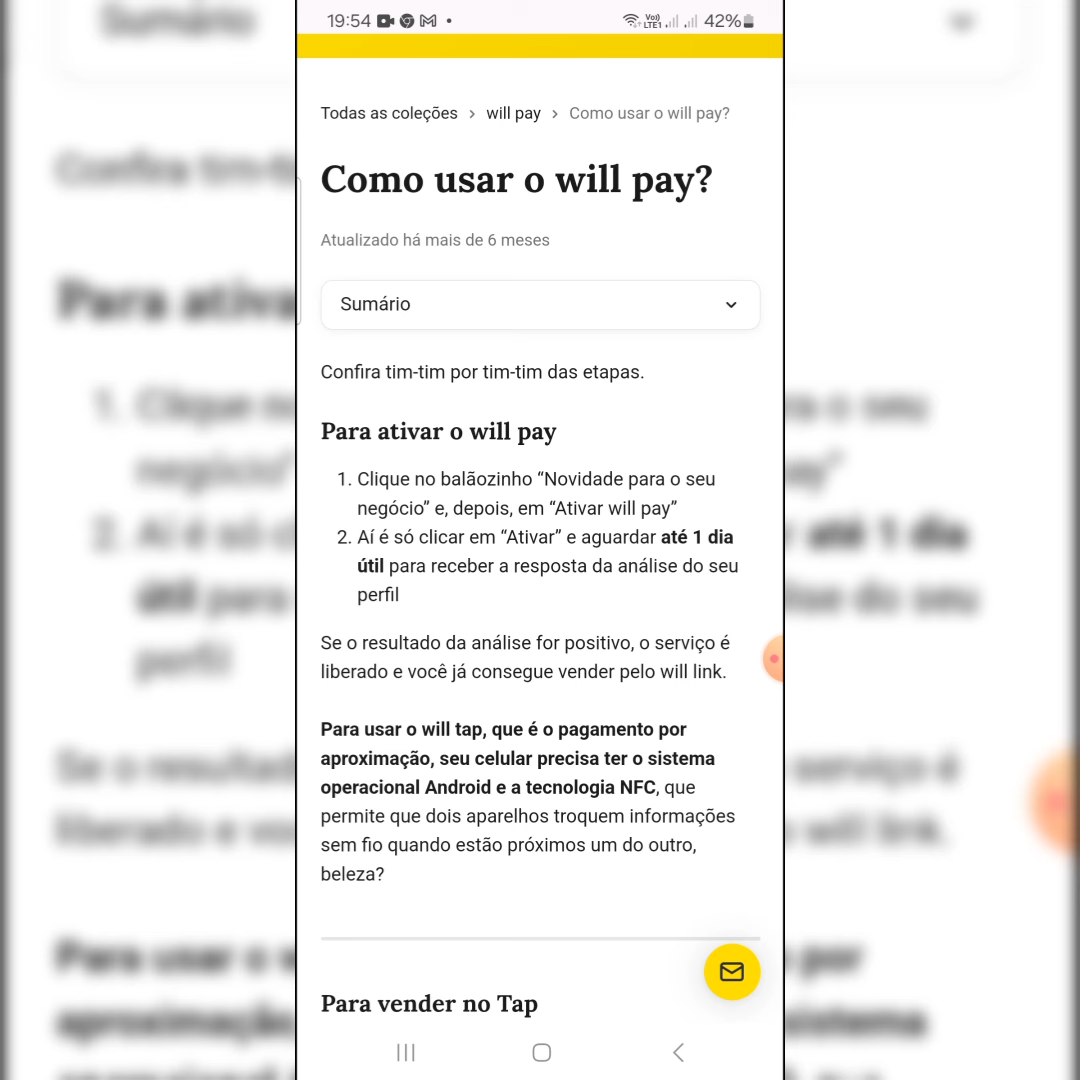 19:54
Vo)) LTE1
42%
Todas as coleções > will pay > Como usar o will pay?
Como usar o will pay?
Atualizado há mais de 6 meses
Sumário
Confira tim-tim por tim-tim das etapas.
Para ativar o will pay
1. Clique no balãozinho “Novidade para o seu
negócio” e, depois, em “Ativar will pay”
2. Aí é só clicar em “Ativar” e aguardar até 1 dia
útil para receber a resposta da análise do seu
perfil
Se o resultado da análise for positivo, o serviço é
liberado e você já consegue vender pelo will link.
Para usar o will tap, que é o pagamento por
aproximação, seu celular precisa ter o sistema
operacional Android e a tecnologia NFC, que
permite que dois aparelhos troquem informações
sem fio quando estão próximos um do outro,
beleza?
Para vender no Tap